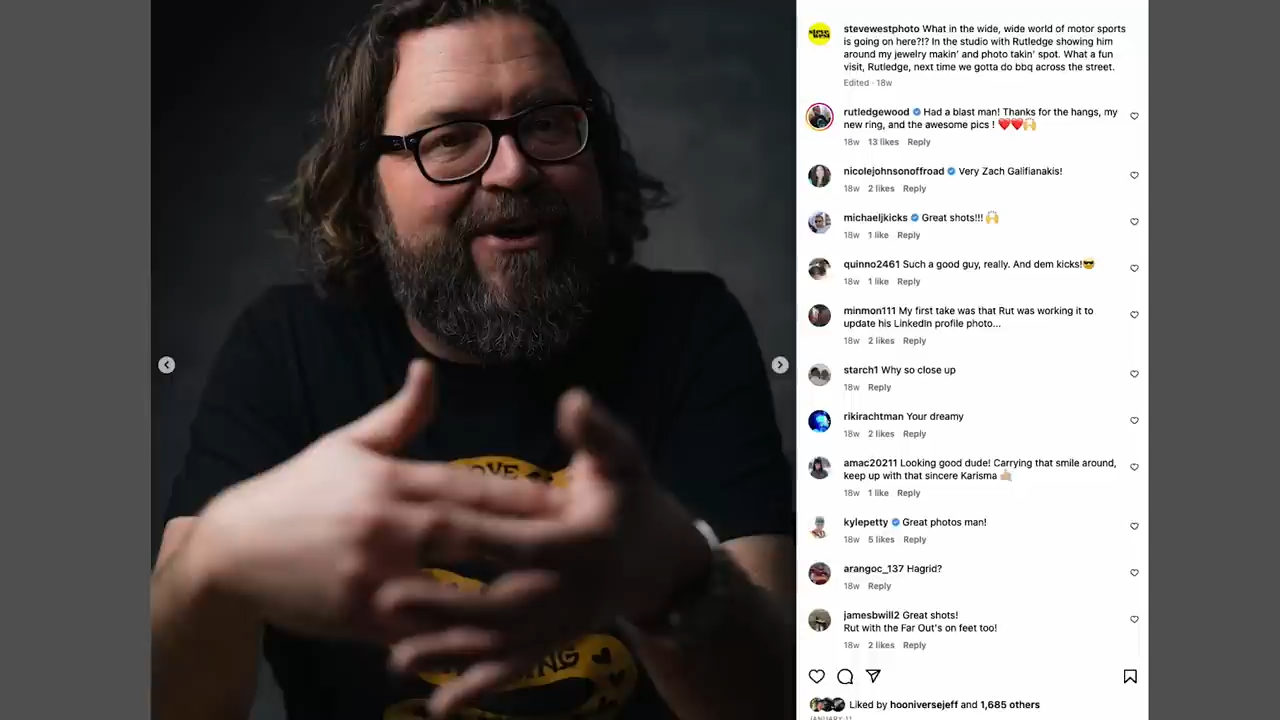 stevewestphoto What in the wide, wide world of motor sports
is going on here?!? In the studio with Rutledge showing him
around my jewelry makin' and photo takin' spot. What a fun
visit, Rutledge, next time we gotta do bbq across the street.
Edited · 18w
rutledgewood Had a blast man! Thanks for the hangs, my
new ring, and the awesome pics ! ❤️❤️🙌
18w 13 likes Reply
nicolejohnsonoffroad Very Zach Galifianakis!
18w 2 likes Reply
michaeljkicks Great shots!!! 🙌
18w 1 like Reply
quinno2461 Such a good guy, really. And dem kicks!😎
18w 1 like Reply
minmon111 My first take was that Rut was working it to
update his LinkedIn profile photo...
18w 2 likes Reply
starch1 Why so close up
18w Reply
rikirachtman Your dreamy
18w 2 likes Reply
amac20211 Looking good dude! Carrying that smile around,
keep up with that sincere Karisma 🤙🏼
18w 1 like Reply
kylepetty Great photos man!
18w 5 likes Reply
arangoc_137 Hagrid?
18w Reply
jamesbwill2 Great shots!
Rut with the Far Out's on feet too!
18w 2 likes Reply
Liked by hooniversejeff and 1,685 others
JANUARY 11